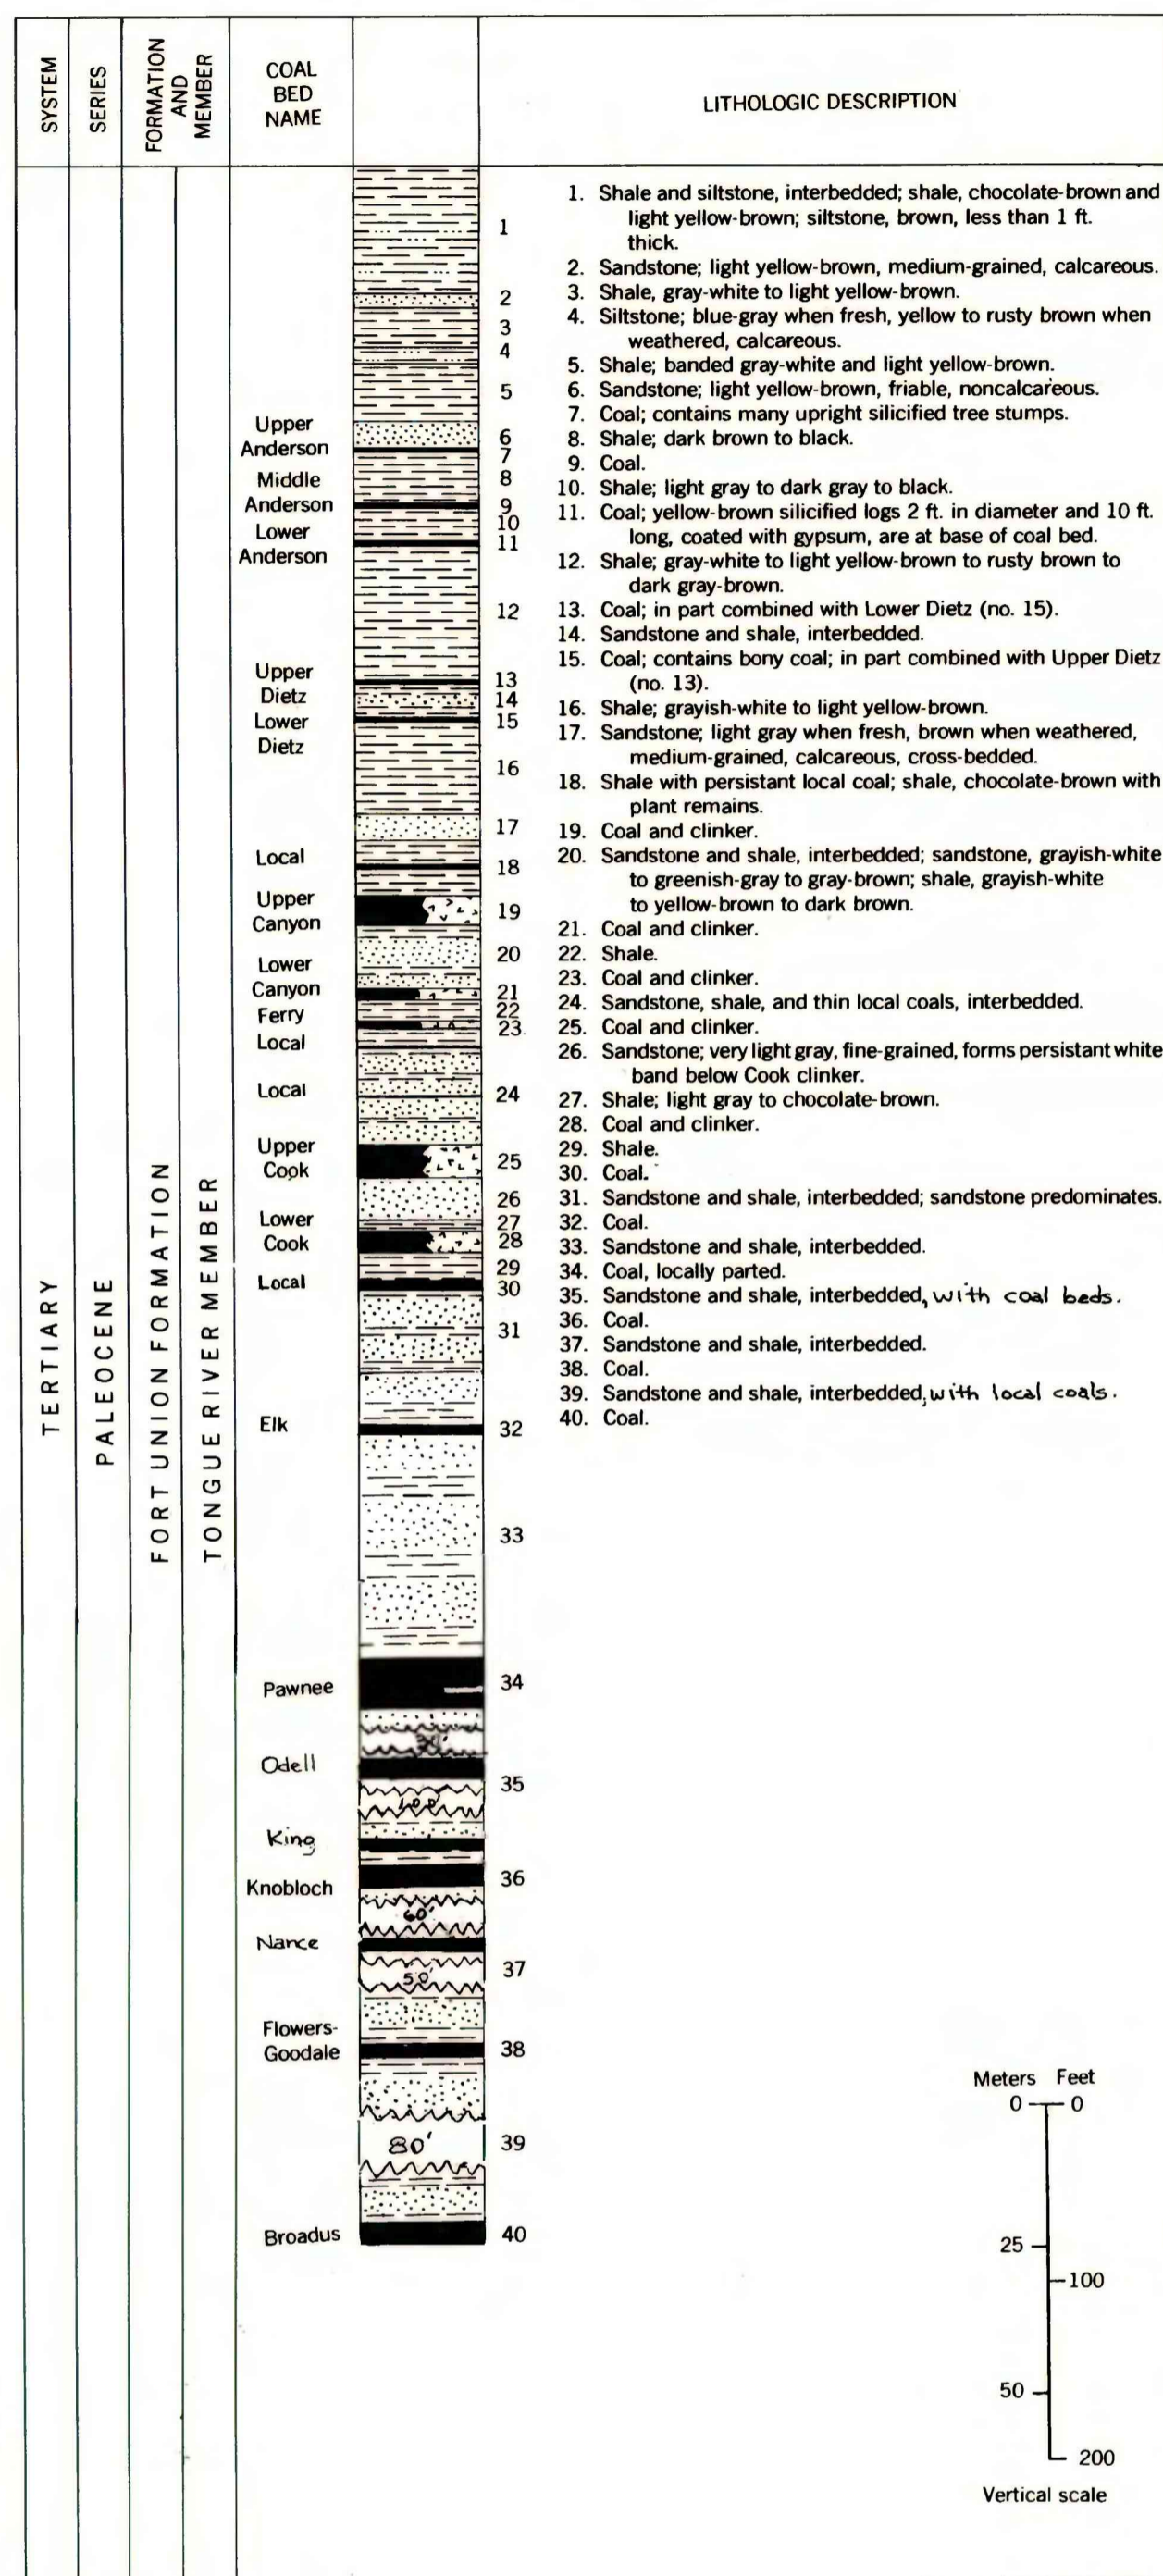 SYSTEM
SERIES
FORMATION
AND
MEMBER
COAL
BED
NAME
LITHOLOGIC DESCRIPTION
TERTIARY
PALEOCENE
FORT UNION FORMATION
TONGUE RIVER MEMBER
Upper
Anderson
Middle
Anderson
Lower
Anderson
Upper
Dietz
Lower
Dietz
Local
Upper
Canyon
Lower
Canyon
Ferry
Local
Local
Upper
Cook
Lower
Cook
Local
Elk
Pawnee
Odell
King
Knobloch
Nance
Flowers-
Goodale
Broadus
100'
60'
50'
80'
1
2
3
4
5
6
7
8
9
10
11
12
13
14
15
16
17
18
19
20
21
22
23
24
25
26
27
28
29
30
31
32
33
34
35
36
37
38
39
40
1. Shale and siltstone, interbedded; shale, chocolate-brown and
light yellow-brown; siltstone, brown, less than 1 ft.
thick.
2. Sandstone; light yellow-brown, medium-grained, calcareous.
3. Shale, gray-white to light yellow-brown.
4. Siltstone; blue-gray when fresh, yellow to rusty brown when
weathered, calcareous.
5. Shale; banded gray-white and light yellow-brown.
6. Sandstone; light yellow-brown, friable, noncalcareous.
7. Coal; contains many upright silicified tree stumps.
8. Shale; dark brown to black.
9. Coal.
10. Shale; light gray to dark gray to black.
11. Coal; yellow-brown silicified logs 2 ft. in diameter and 10 ft.
long, coated with gypsum, are at base of coal bed.
12. Shale; gray-white to light yellow-brown to rusty brown to
dark gray-brown.
13. Coal; in part combined with Lower Dietz (no. 15).
14. Sandstone and shale, interbedded.
15. Coal; contains bony coal; in part combined with Upper Dietz
(no. 13).
16. Shale; grayish-white to light yellow-brown.
17. Sandstone; light gray when fresh, brown when weathered,
medium-grained, calcareous, cross-bedded.
18. Shale with persistant local coal; shale, chocolate-brown with
plant remains.
19. Coal and clinker.
20. Sandstone and shale, interbedded; sandstone, grayish-white
to greenish-gray to gray-brown; shale, grayish-white
to yellow-brown to dark brown.
21. Coal and clinker.
22. Shale.
23. Coal and clinker.
24. Sandstone, shale, and thin local coals, interbedded.
25. Coal and clinker.
26. Sandstone; very light gray, fine-grained, forms persistant white
band below Cook clinker.
27. Shale; light gray to chocolate-brown.
28. Coal and clinker.
29. Shale.
30. Coal.
31. Sandstone and shale, interbedded; sandstone predominates.
32. Coal.
33. Sandstone and shale, interbedded.
34. Coal, locally parted.
35. Sandstone and shale, interbedded, with coal beds.
36. Coal.
37. Sandstone and shale, interbedded.
38. Coal.
39. Sandstone and shale, interbedded, with local coals.
40. Coal.
Meters Feet
0 0
25
100
50
200
Vertical scale